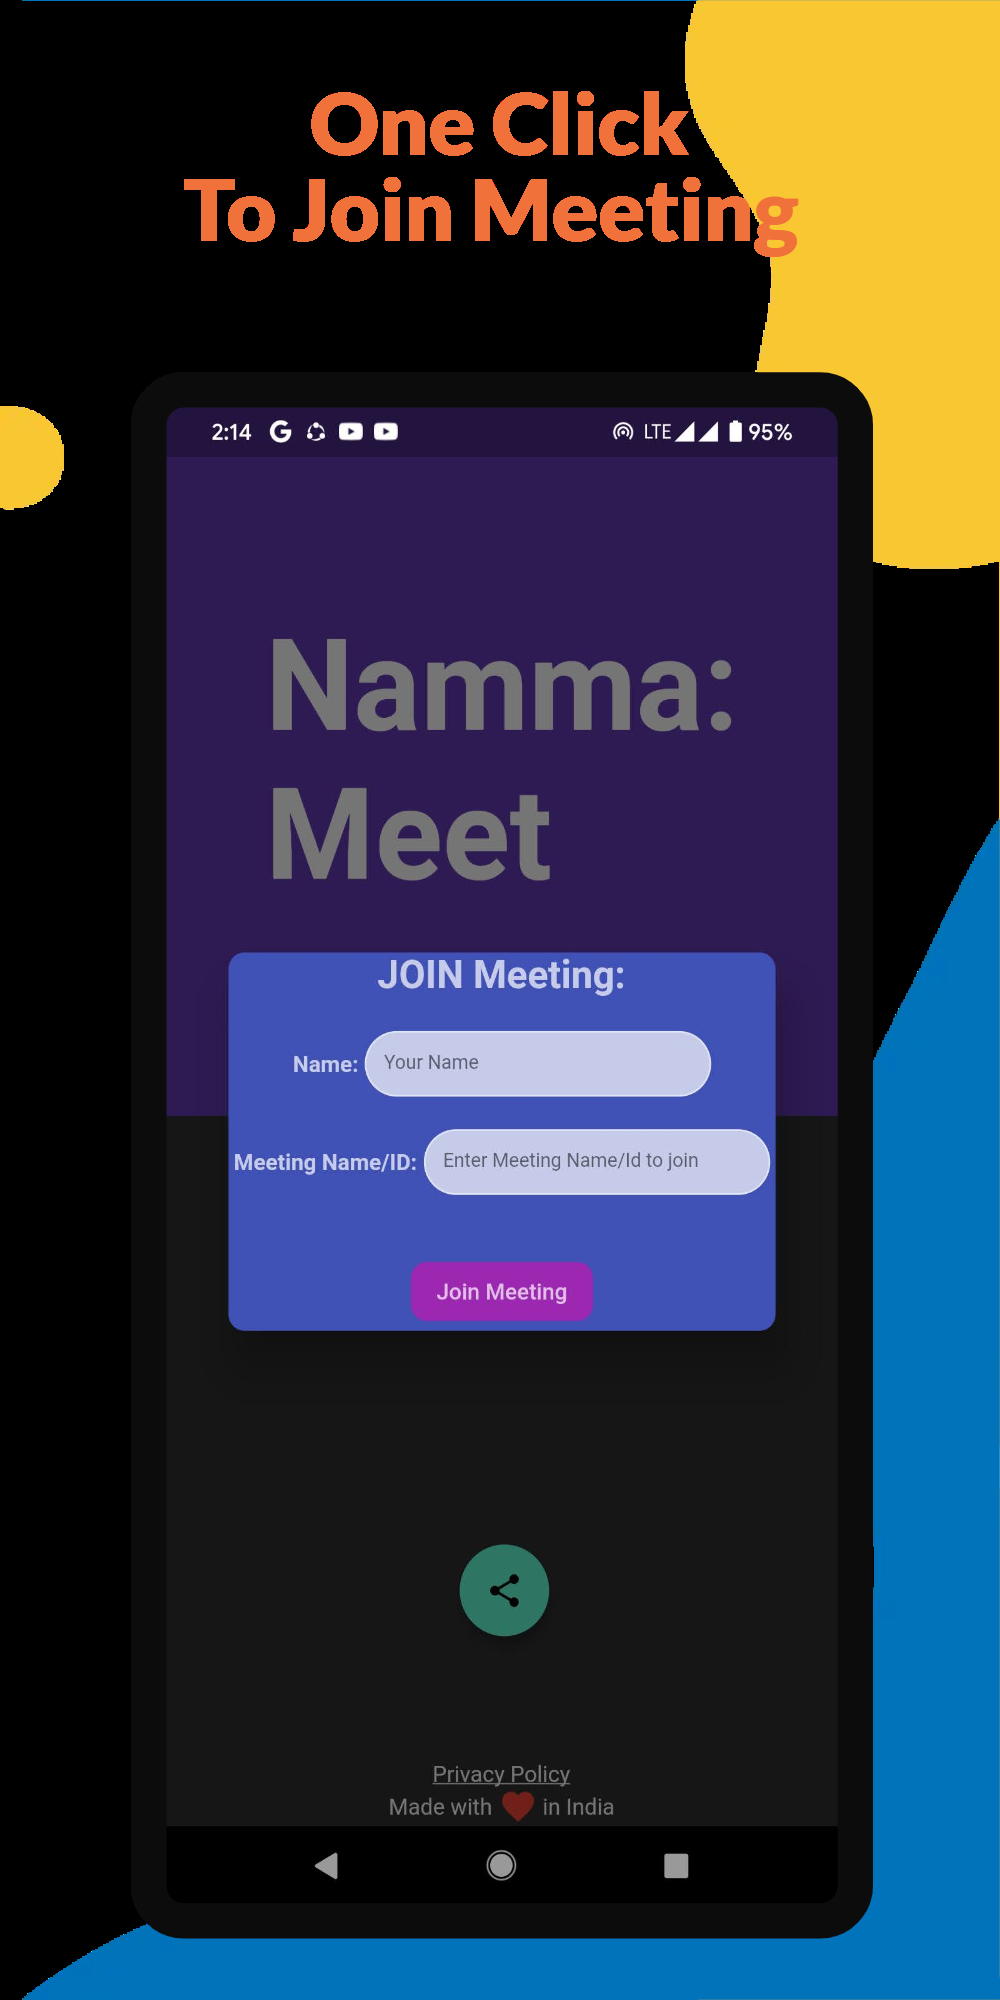 One Click
To Join Meeting
2:14 G LTE 95%
Namma:
Meet
JOIN Meeting:
Name: Your Name
Meeting Name/ID: Enter Meeting Name/Id to join
Join Meeting
Privacy Policy
Made with in India